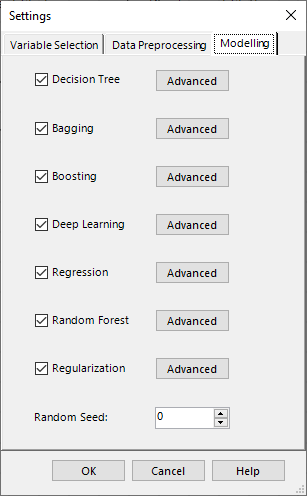 Settings
Variable Selection Data Preprocessing Modelling
Decision Tree Advanced
Bagging Advanced
Boosting Advanced
Deep Learning Advanced
Regression Advanced
Random Forest Advanced
Regularization Advanced
Random Seed: 0
OK Cancel Help